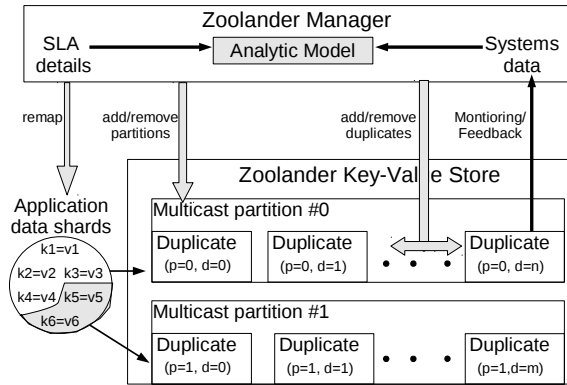 Zoolander Manager
SLA details
Analytic Model
Systems data
remap
add/remove partitions
add/remove duplicates
Montioring/ Feedback
Zoolander Key-Value Store
Application data shards
k1=v1
k2=v2 k3=v3
k4=v4 k5=v5
k6=v6
Multicast partition #0
Duplicate (p=0, d=0)
Duplicate (p=0, d=1)
• • •
Duplicate (p=0, d=n)
Multicast partition #1
Duplicate (p=1, d=0)
Duplicate (p=1, d=1)
• • •
Duplicate (p=1,d=m)